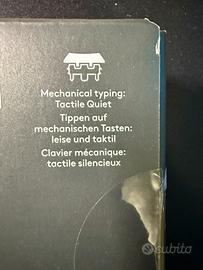 Mechanical typing:
Tactile Quiet
Tippen auf
mechanischen Tasten:
leise und taktil
Clavier mécanique:
tactile silencieux
subito